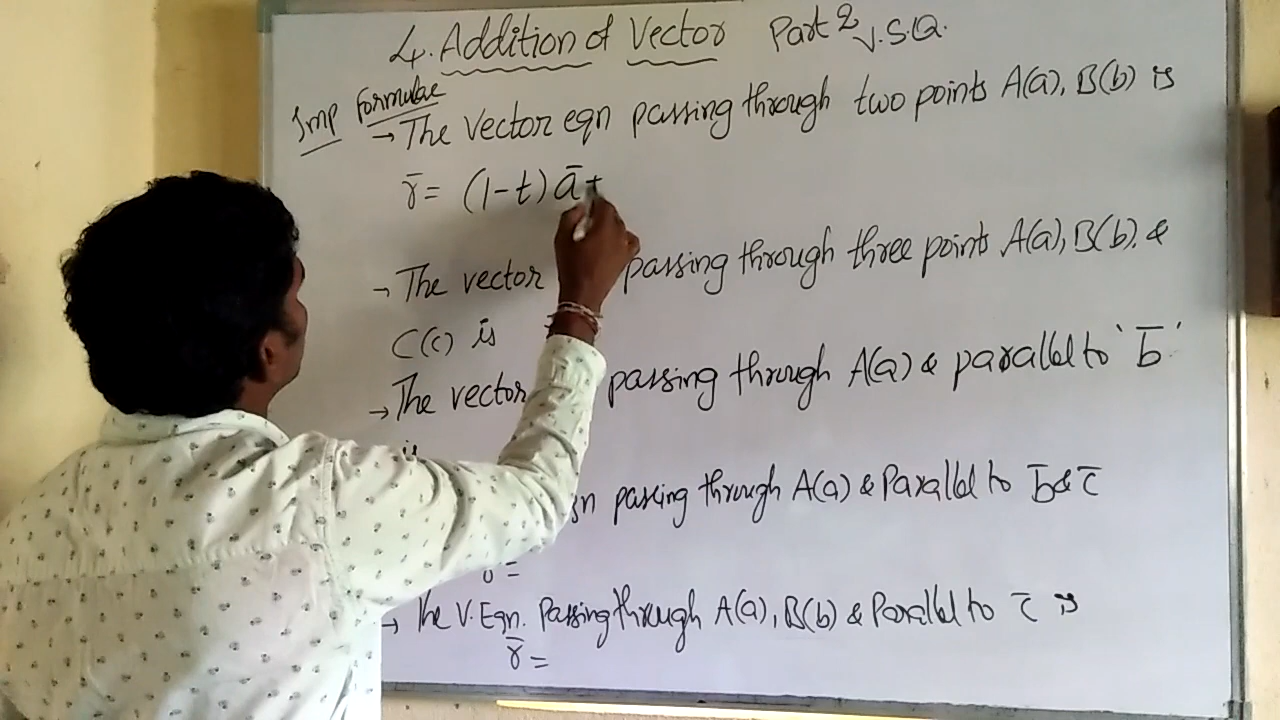 4. Addition of Vector Part 2 V.S.Q.
Imp Formulae
→ The Vector eqn passing through two points A(a), B(b) is
r̄ = (1-t) ā +
→ The vector passing through three points A(a), B(b), &
C(c) is
→ The vector passing through A(a) & parallel to 'b̄'
is
passing through A(a) & Parallel to b̄ & c̄
r̄ =
→ The V. Eqn. Passing through A(a), B(b) & Parallel to c̄ is
r̄ =